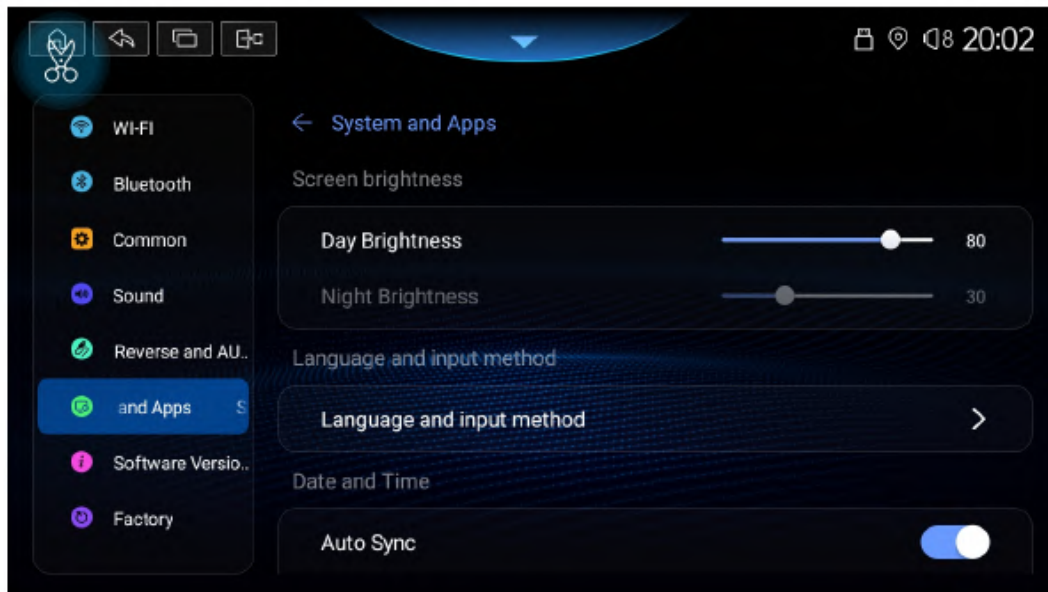 8 20:02
WI-FI
Bluetooth
Common
Sound
Reverse and AU..
and Apps S
Software Versio..
Factory
System and Apps
Screen brightness
Day Brightness 80
Night Brightness 30
Language and input method
Language and input method
Date and Time
Auto Sync